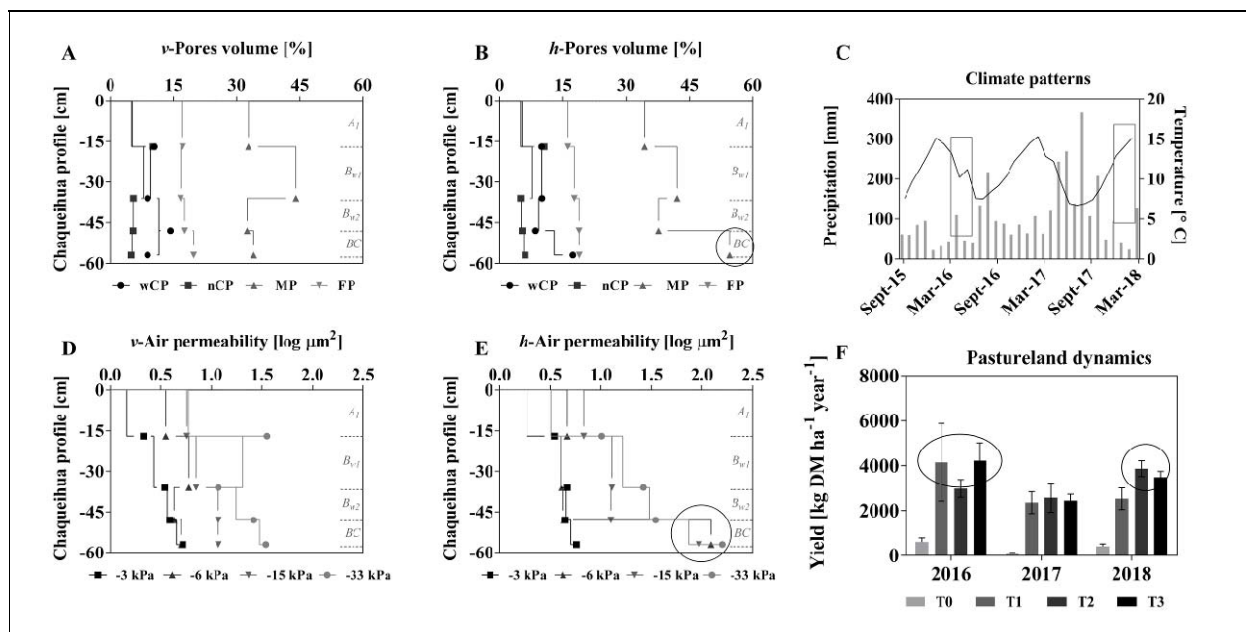 A
v-Pores volume [%]
0 15 30 45 60
Chaqueihua profile [cm]
0
-15
-30
-45
-60
A1
Bw1
Bw2
BC
wCP nCP MP FP
B
h-Pores volume [%]
0 15 30 45 60
Chaqueihua profile [cm]
0
-15
-30
-45
-60
A1
Bw1
Bw2
BC
wCP nCP MP FP
C
Climate patterns
Precipitation [mm]
400
300
200
100
0
Temperature [° C]
20
15
10
5
0
Sept-15 Mar-16 Sept-16 Mar-17 Sept-17 Mar-18
D
v-Air permeability [log μm²]
0.0 0.5 1.0 1.5 2.0 2.5
Chaqueihua profile [cm]
0
-15
-30
-45
-60
A1
Bw1
Bw2
BC
-3 kPa -6 kPa -15 kPa -33 kPa
E
h-Air permeability [log μm²]
0.0 0.5 1.0 1.5 2.0 2.5
Chaqueihua profile [cm]
0
-15
-30
-45
-60
A1
Bw1
Bw2
BC
-3 kPa -6 kPa -15 kPa -33 kPa
F
Pastureland dynamics
Yield [kg DM ha⁻¹ year⁻¹]
8000
6000
4000
2000
0
2016 2017 2018
T0 T1 T2 T3